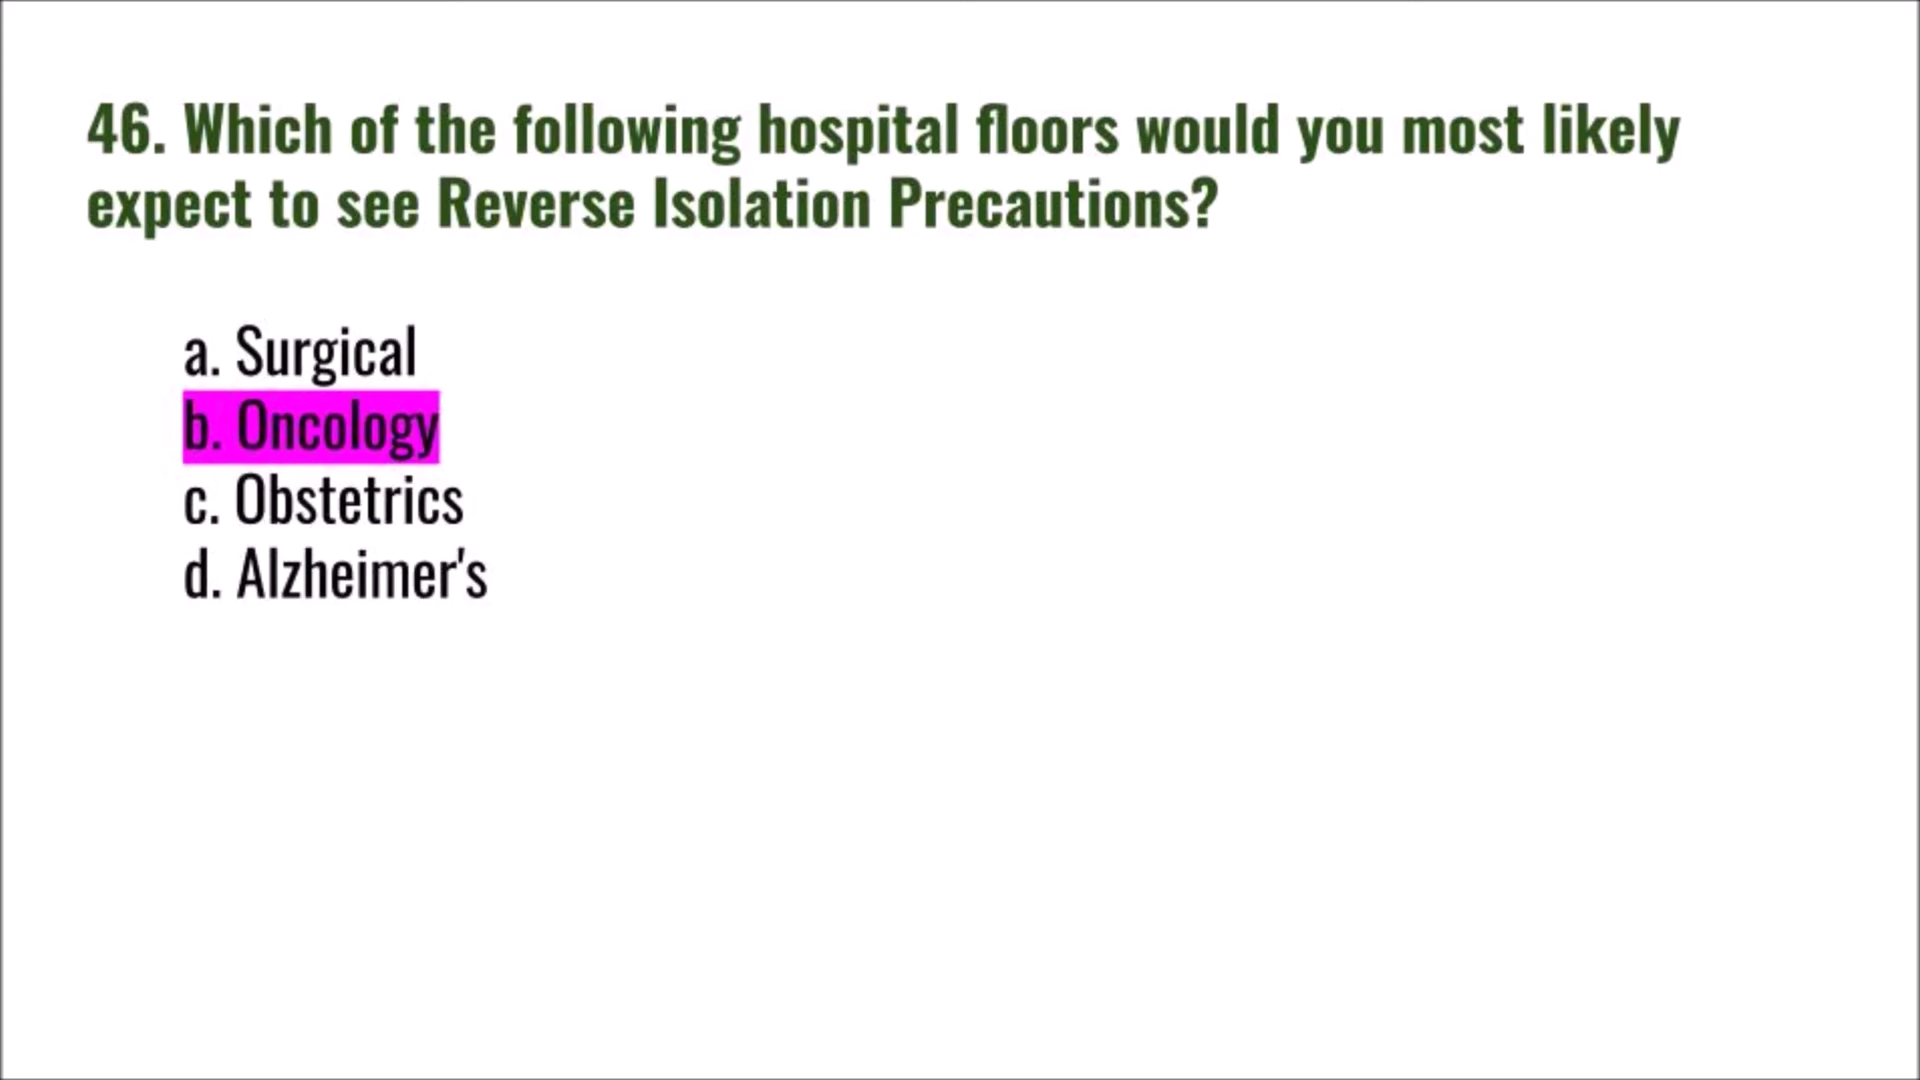 46. Which of the following hospital floors would you most likely
expect to see Reverse Isolation Precautions?
a. Surgical
b. Oncology
c. Obstetrics
d. Alzheimer's